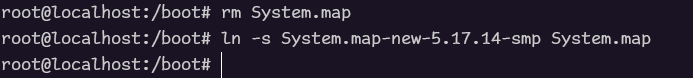 root@localhost:/boot# rm System.map
root@localhost:/boot# ln -s System.map-new-5.17.14-smp System.map
root@localhost:/boot#